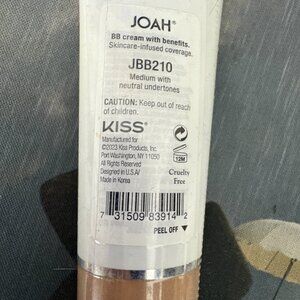 JOAH®
BB cream with benefits.
Skincare-infused coverage.
JBB210
Medium with
neutral undertones
CAUTION: Keep out of reach
of children.
KISS®
Manufactured for
©2023 Kiss Products, Inc.
Port Washington, NY 11050
All Rights Reserved
Designed in U.S.A/
Made in Korea
12M
Cruelty
Free
7 31509 83914 2
PEEL OFF ▼